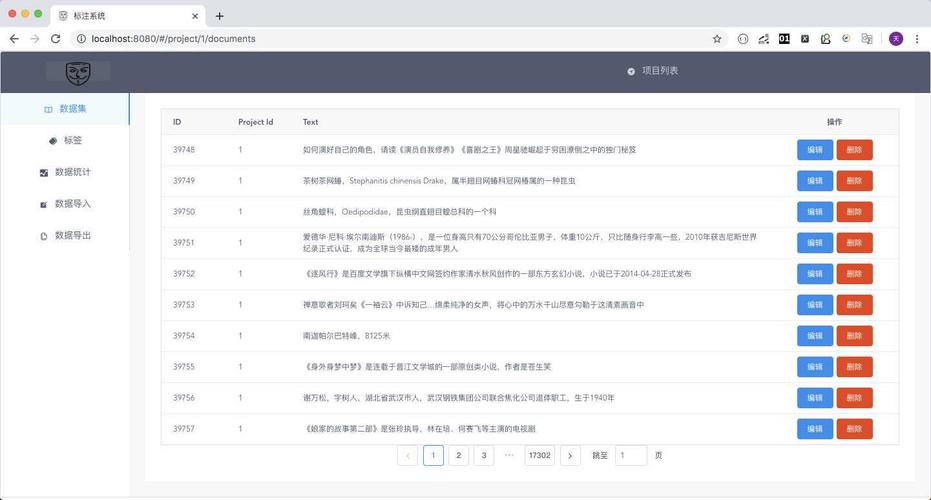 标注系统
localhost:8080/#/project/1/documents
01
天
项目列表
数据集
标签
数据统计
数据导入
数据导出
ID Project Id Text 操作
39748 1 如何演好自己的角色，请读《演员自我修养》《喜剧之王》周星驰崛起于穷困潦倒之中的独门秘笈 编辑 删除
39749 1 茶树茶网蝽，Stephanitis chinensis Drake，属半翅目网蝽科冠网椿属的一种昆虫 编辑 删除
39750 1 丝角蝗科，Oedipodidae，昆虫纲直翅目蝗总科的一个科 编辑 删除
39751 1 爱德华·尼科·埃尔南迪斯（1986-），是一位身高只有70公分哥伦比亚男子，体重10公斤，只比随身行李高一些，2010年获吉尼斯世界 编辑 删除
纪录正式认证，成为全球当今最矮的成年男人
39752 1 《逐风行》是百度文学旗下纵横中文网签约作家清水秋风创作的一部东方玄幻小说，小说已于2014-04-28正式发布 编辑 删除
39753 1 禅意歌者刘珂矣《一袖云》中诉知己…绵柔纯净的女声，将心中的万水千山尽意勾勒于这清素画音中 编辑 删除
39754 1 南迦帕尔巴特峰，8125米 编辑 删除
39755 1 《身外身梦中梦》是连载于晋江文学城的一部原创类小说，作者是苍生笑 编辑 删除
39756 1 谢万松，字树人，湖北省武汉市人，武汉钢铁集团公司联合焦化公司退体职工，生于1940年 编辑 删除
39757 1 《娘家的故事第二部》是张玲执导，林在培、何赛飞等主演的电视剧 编辑 删除
1 2 3 ••• 17302 跳至 1 页